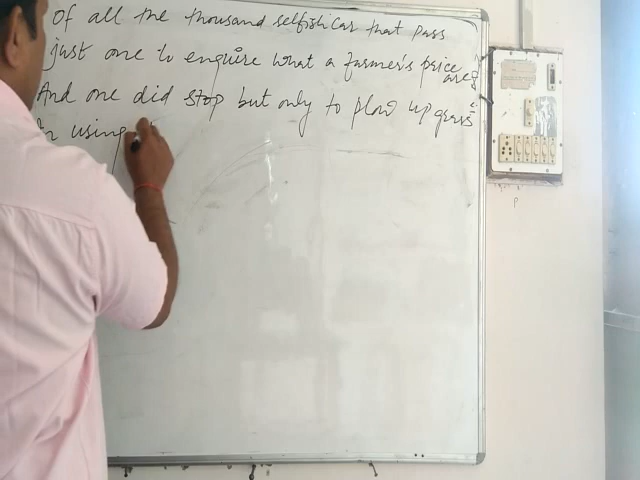 Of all the thousand selfish car that pass
just one to enquire what a farmer's price are
And one did stop but only to plow up grass
In using